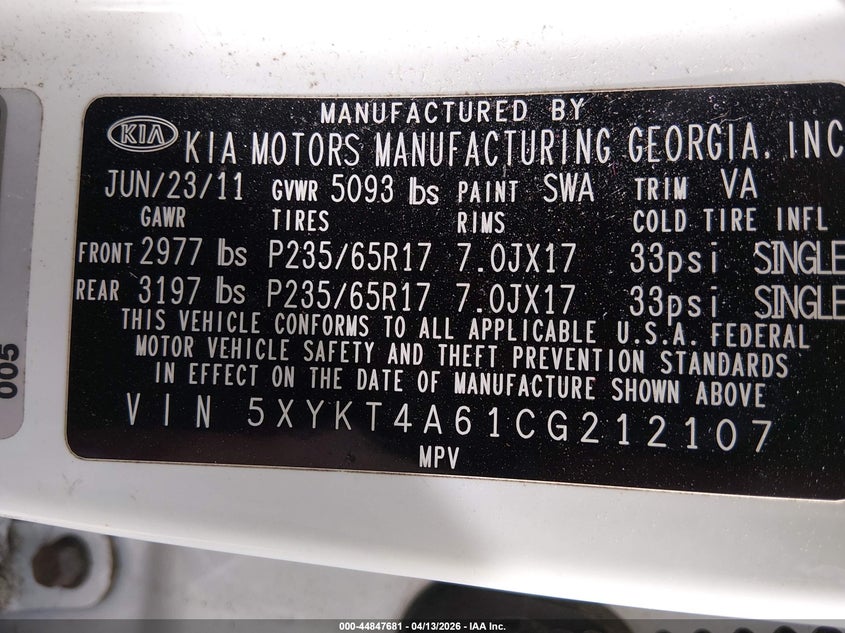 MANUFACTURED BY
KIA KIA MOTORS MANUFACTURING GEORGIA, INC
JUN/23/11 GVWR 5093 lbs PAINT SWA TRIM VA
GAWR TIRES RIMS COLD TIRE INFL
FRONT 2977 lbs P235/65R17 7.0JX17 33psi SINGLE
REAR 3197 lbs P235/65R17 7.0JX17 33psi SINGLE
THIS VEHICLE CONFORMS TO ALL APPLICABLE U.S.A. FEDERAL
MOTOR VEHICLE SAFETY AND THEFT PREVENTION STANDARDS
IN EFFECT ON THE DATE OF MANUFACTURE SHOWN ABOVE
VIN 5XYKT4A61CG212107
MPV
005
000-44847681 | 04/13/2026 | IAA Inc.